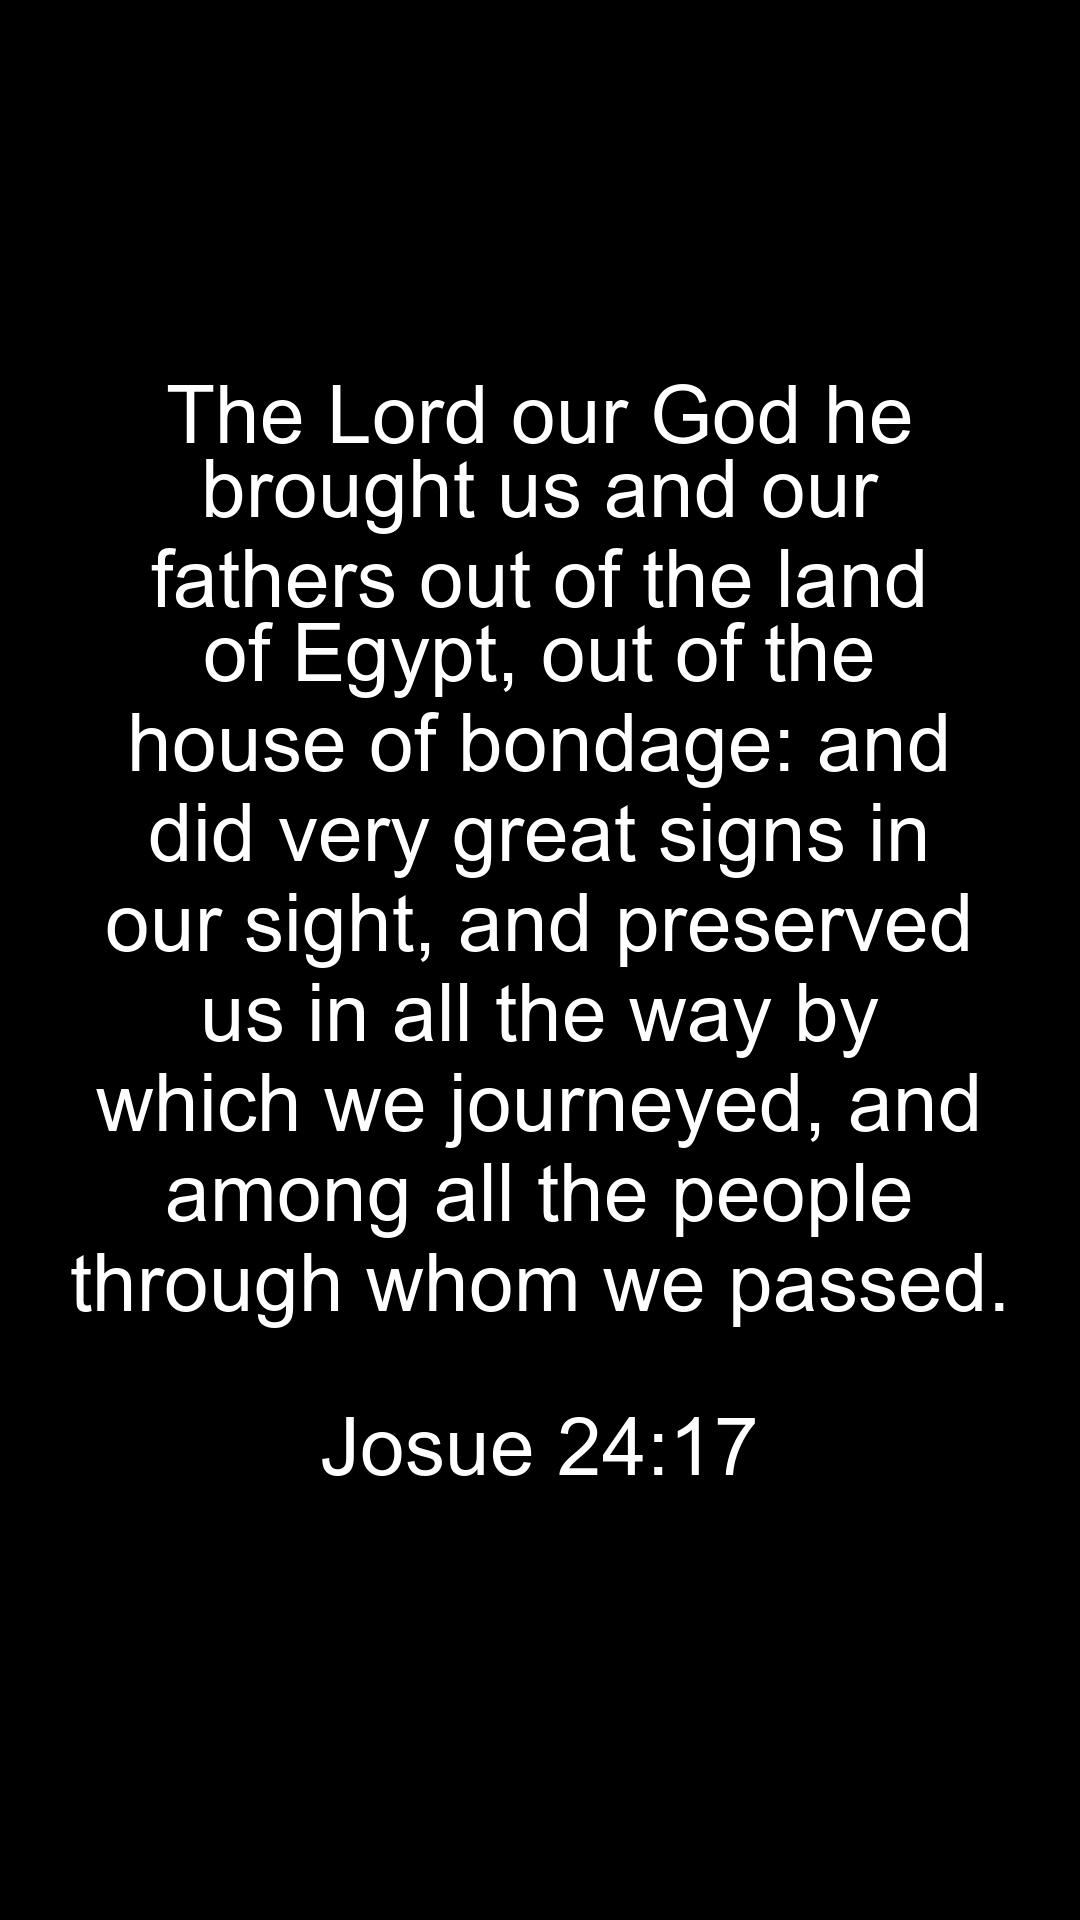 The Lord our God he
brought us and our
fathers out of the land
of Egypt, out of the
house of bondage: and
did very great signs in
our sight, and preserved
us in all the way by
which we journeyed, and
among all the people
through whom we passed.
Josue 24:17